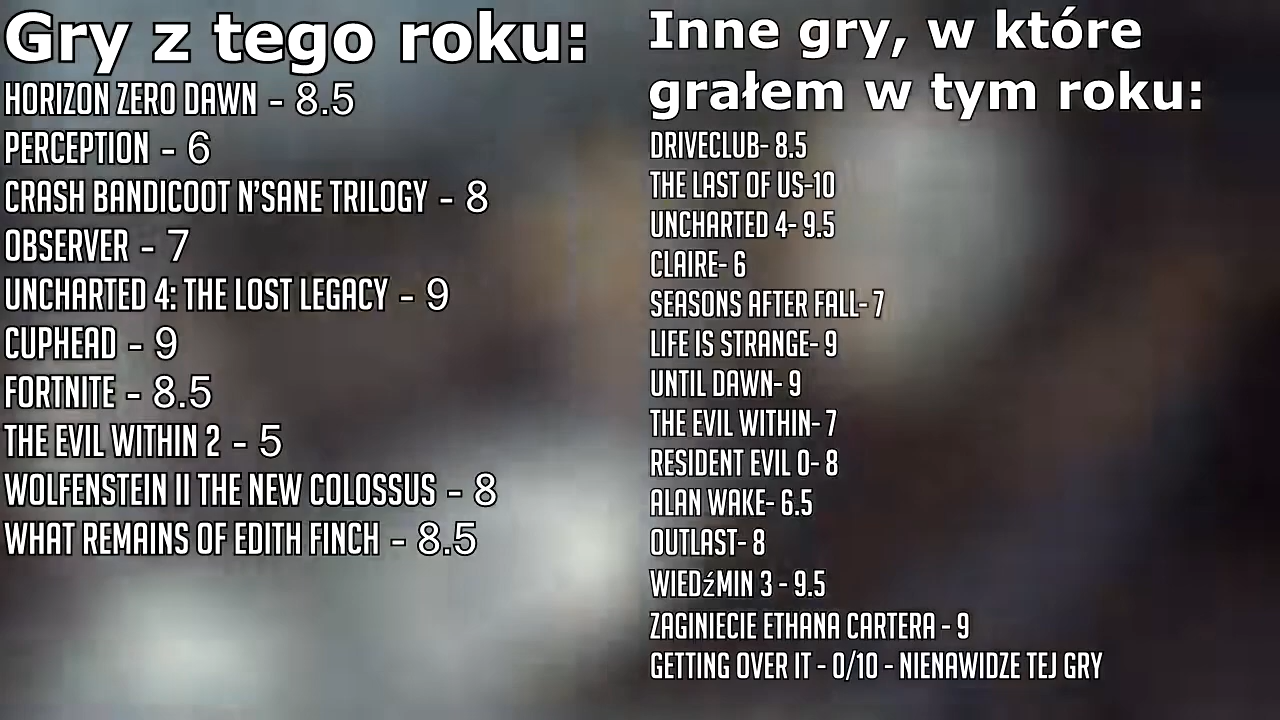 Gry z tego roku:
HORIZON ZERO DAWN - 8.5
PERCEPTION - 6
CRASH BANDICOOT N'SANE TRILOGY - 8
OBSERVER - 7
UNCHARTED 4: THE LOST LEGACY - 9
CUPHEAD - 9
FORTNITE - 8.5
THE EVIL WITHIN 2 - 5
WOLFENSTEIN II THE NEW COLOSSUS - 8
WHAT REMAINS OF EDITH FINCH - 8.5
Inne gry, w które
grałem w tym roku:
DRIVECLUB- 8.5
THE LAST OF US-10
UNCHARTED 4- 9.5
CLAIRE- 6
SEASONS AFTER FALL- 7
LIFE IS STRANGE- 9
UNTIL DAWN- 9
THE EVIL WITHIN- 7
RESIDENT EVIL 0- 8
ALAN WAKE- 6.5
OUTLAST- 8
WIEDźMIN 3 - 9.5
ZAGINIECIE ETHANA CARTERA - 9
GETTING OVER IT - 0/10 - NIENAWIDZE TEJ GRY